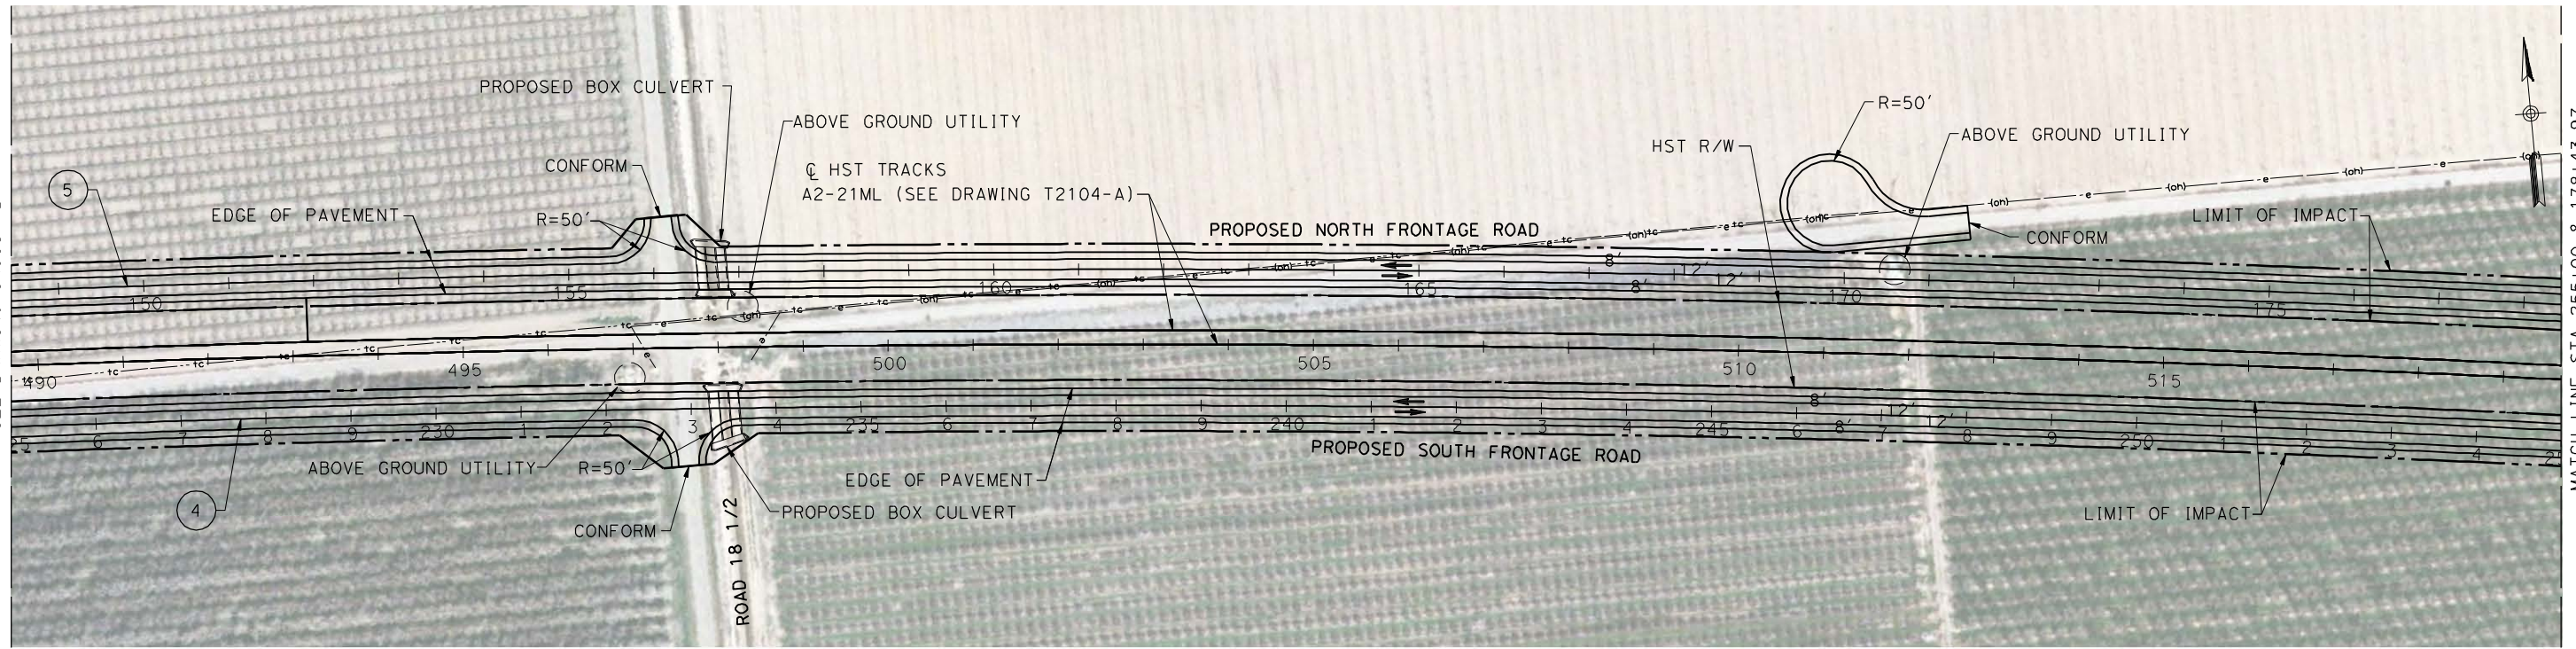 PROPOSED BOX CULVERT
R=50'
ABOVE GROUND UTILITY
ABOVE GROUND UTILITY
HST R/W
CONFORM
℄ HST TRACKS
5
A2-21ML (SEE DRAWING T2104-A)
EDGE OF PAVEMENT
R=50'
PROPOSED NORTH FRONTAGE ROAD
LIMIT OF IMPACT
CONFORM
8' 12' 12' 8'
150 155 160 165 170 175
490 495 500 505 510 515
8' 12' 12' 8'
6 7 8 9 230 1 2 3 4 235 6 7 8 9 240 1 2 3 4 245 6 7 8 9 250 1 2 3 4
PROPOSED SOUTH FRONTAGE ROAD
ABOVE GROUND UTILITY
R=50'
EDGE OF PAVEMENT
4
PROPOSED BOX CULVERT
LIMIT OF IMPACT
CONFORM
ROAD 18 1/2